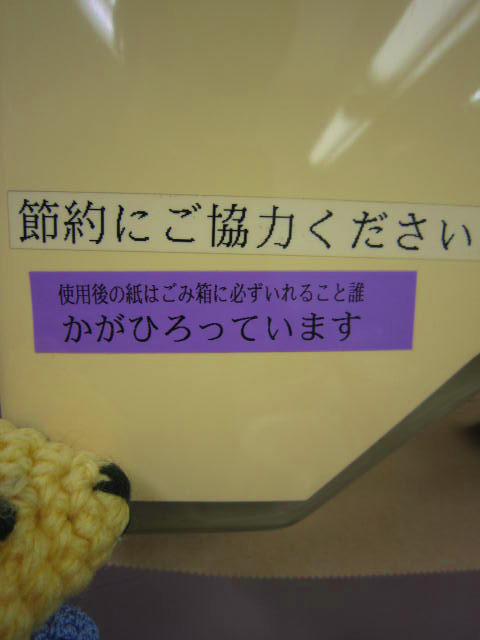 節約にご協力ください
使用後の紙はごみ箱に必ずいれること誰
かがひろっています